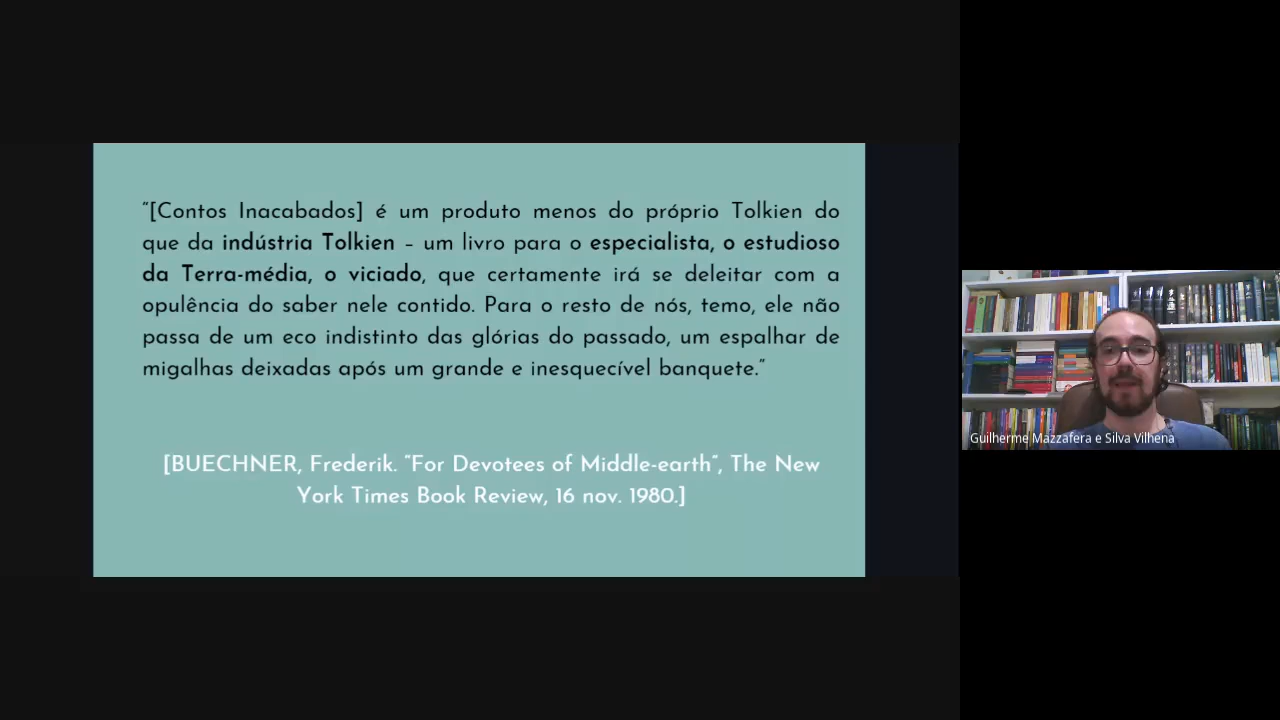 “[Contos Inacabados] é um produto menos do próprio Tolkien do
que da indústria Tolkien – um livro para o especialista, o estudioso
da Terra-média, o viciado, que certamente irá se deleitar com a
opulência do saber nele contido. Para o resto de nós, temo, ele não
passa de um eco indistinto das glórias do passado, um espalhar de
migalhas deixadas após um grande e inesquecível banquete.”
[BUECHNER, Frederik. “For Devotees of Middle-earth”, The New
York Times Book Review, 16 nov. 1980.]
Guilherme Mazzafera e Silva Vilhena